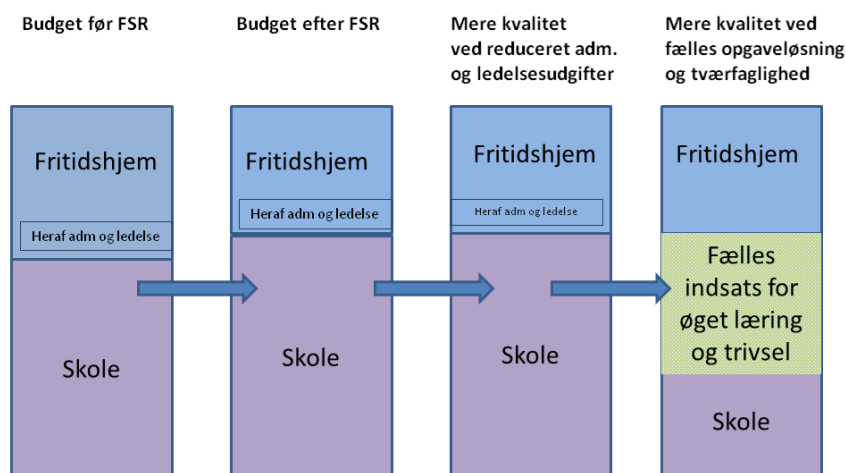 Budget før FSR
Budget efter FSR
Mere kvalitet
ved reduceret adm.
og ledelsesudgifter
Mere kvalitet ved
fælles opgaveløsning
og tværfaglighed
Fritidshjem
Heraf adm og ledelse
Skole
Fritidshjem
Heraf adm og ledelse
Skole
Fritidshjem
Heraf adm og ledelse
Skole
Fritidshjem
Fælles
indsats for
øget læring
og trivsel
Skole